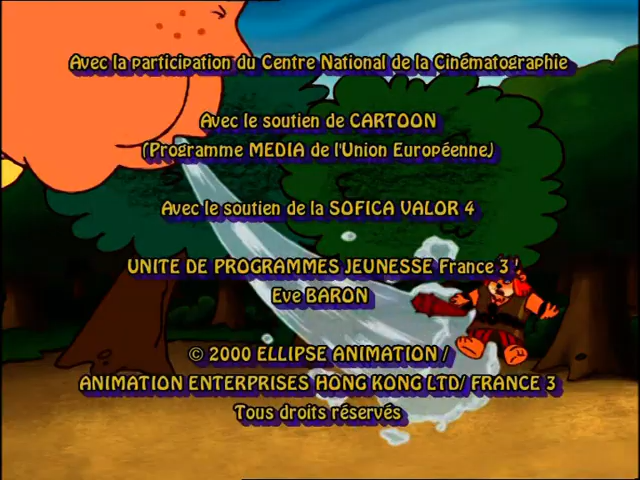 Avec la participation du Centre National de la Cinématographie
Avec le soutien de CARTOON
(Programme MEDIA de l'Union Européenne)
Avec le soutien de la SOFICA VALOR 4
UNITE DE PROGRAMMES JEUNESSE France 3
Eve BARON
© 2000 ELLIPSE ANIMATION /
ANIMATION ENTERPRISES HONG KONG LTD/ FRANCE 3
Tous droits réservés